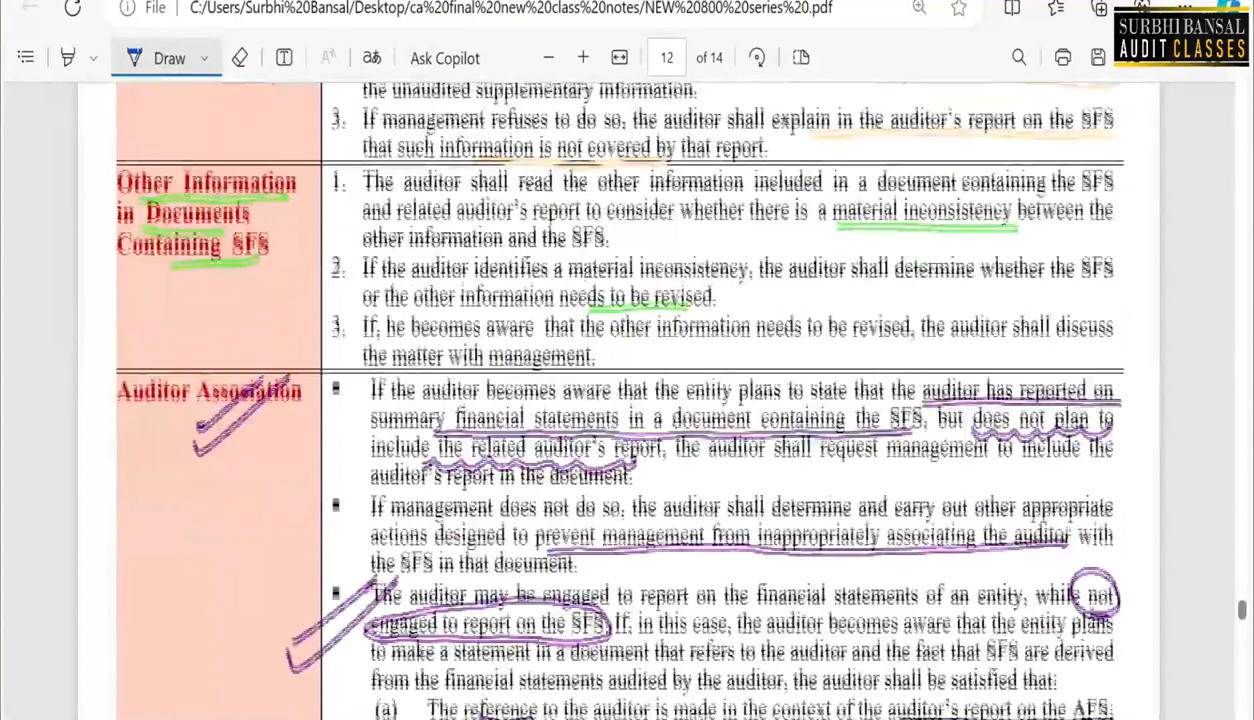 File C:/Users/Surbhi%20Bansal/Desktop/ca%20final%20new%20class%20notes/NEW%20800%20series%20.pdf
SURBHI BANSAL
AUDIT CLASSES
Draw Ask Copilot 12 of 14
the unaudited supplementary information.
3. If management refuses to do so, the auditor shall explain in the auditor's report on the SFS
that such information is not covered by that report.
Other Information
in Documents
Containing SFS
1. The auditor shall read the other information included in a document containing the SFS
and related auditor's report to consider whether there is a material inconsistency between the
other information and the SFS.
2. If the auditor identifies a material inconsistency, the auditor shall determine whether the SFS
or the other information needs to be revised.
3. If, he becomes aware that the other information needs to be revised, the auditor shall discuss
the matter with management.
Auditor Association
▪ If the auditor becomes aware that the entity plans to state that the auditor has reported on
summary financial statements in a document containing the SFS, but does not plan to
include the related auditor's report, the auditor shall request management to include the
auditor's report in the document.
▪ If management does not do so, the auditor shall determine and carry out other appropriate
actions designed to prevent management from inappropriately associating the auditor with
the SFS in that document.
▪ The auditor may be engaged to report on the financial statements of an entity, while not
engaged to report on the SFS. If, in this case, the auditor becomes aware that the entity plans
to make a statement in a document that refers to the auditor and the fact that SFS are derived
from the financial statements audited by the auditor, the auditor shall be satisfied that:
(a) The reference to the auditor is made in the context of the auditor's report on the AFS.